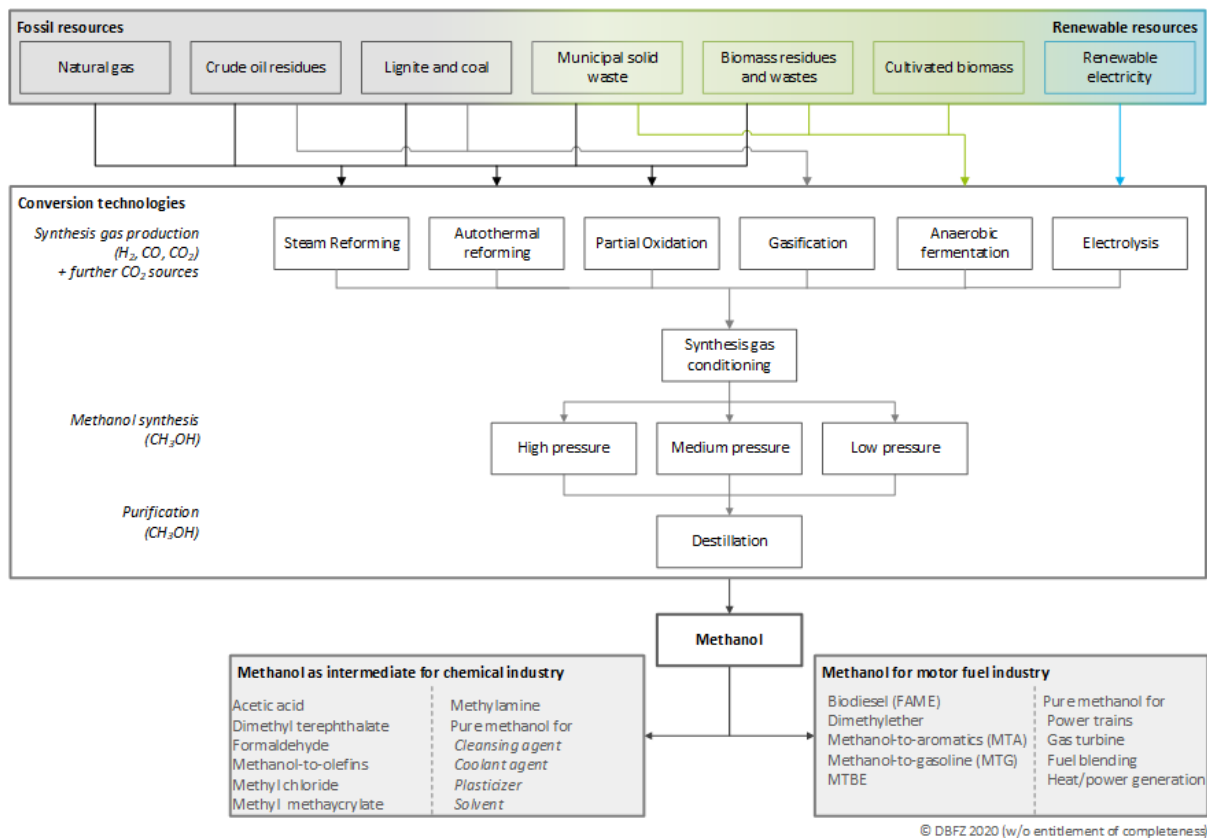 Fossil resources
Renewable resources
Natural gas
Crude oil residues
Lignite and coal
Municipal solid
waste
Biomass residues
and wastes
Cultivated biomass
Renewable
electricity
Conversion technologies
Synthesis gas production
(H₂, CO, CO₂)
+ further CO₂ sources
Steam Reforming
Autothermal
reforming
Partial Oxidation
Gasification
Anaerobic
fermentation
Electrolysis
Synthesis gas
conditioning
Methanol synthesis
(CH₃OH)
High pressure
Medium pressure
Low pressure
Purification
(CH₃OH)
Destillation
Methanol
Methanol as intermediate for chemical industry
Acetic acid
Dimethyl terephthalate
Formaldehyde
Methanol-to-olefins
Methyl chloride
Methyl methaycrylate
Methylamine
Pure methanol for
Cleansing agent
Coolant agent
Plasticizer
Solvent
Methanol for motor fuel industry
Biodiesel (FAME)
Dimethylether
Methanol-to-aromatics (MTA)
Methanol-to-gasoline (MTG)
MTBE
Pure methanol for
Power trains
Gas turbine
Fuel blending
Heat/power generation
© DBFZ 2020 (w/o entitlement of completeness)